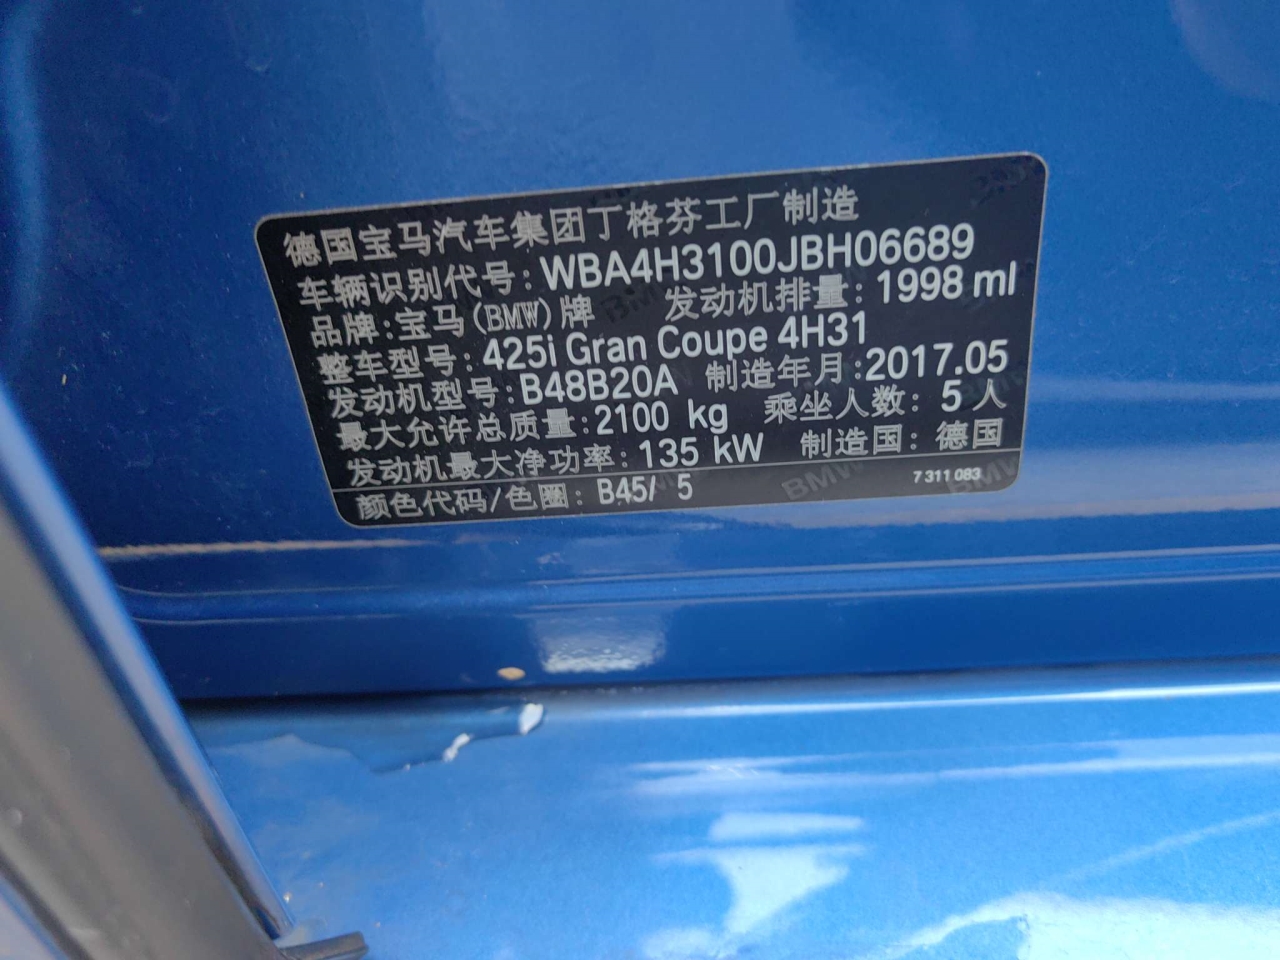 德国宝马汽车集团丁格芬工厂制造
车辆识别代号: WBA4H3100JBH06689
品牌:宝马(BMW)牌 发动机排量: 1998 ml
整车型号: 425i Gran Coupe 4H31
发动机型号: B48B20A 制造年月:2017.05
最大允许总质量:2100 kg 乘坐人数: 5人
发动机最大净功率: 135 kW 制造国: 德国
颜色代码/色圈: B45/ 5 7 311 083